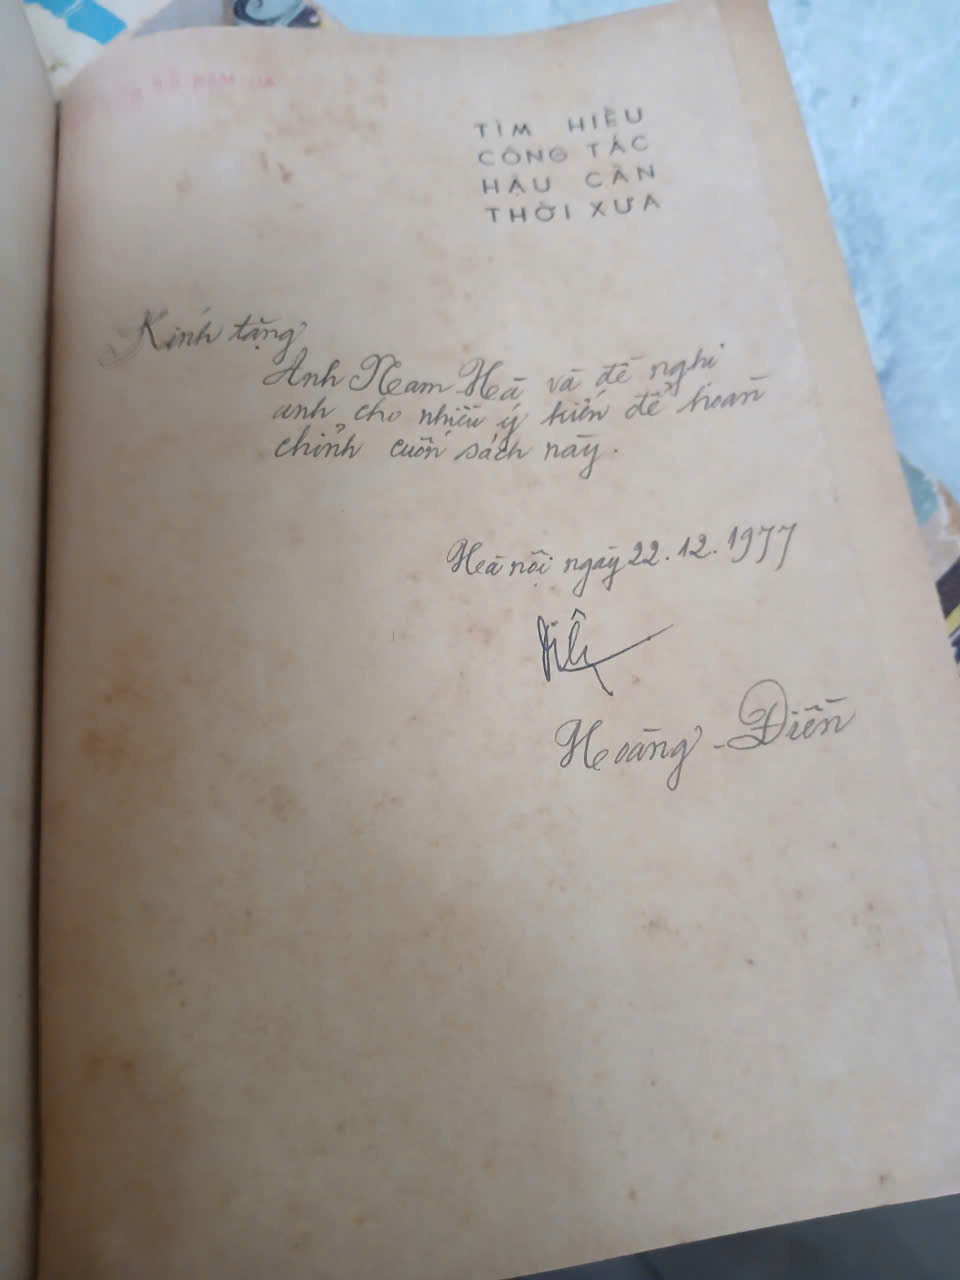 TÌM HIỂU
CÔNG TÁC
HẬU CẦN
THỜI XƯA
Kính tặng
Anh Nam Hà và đề nghị
anh cho nhiều ý kiến để hoàn
chỉnh cuốn sách này.
Hà nội ngày 22.12.1977
Hoàng - Điền